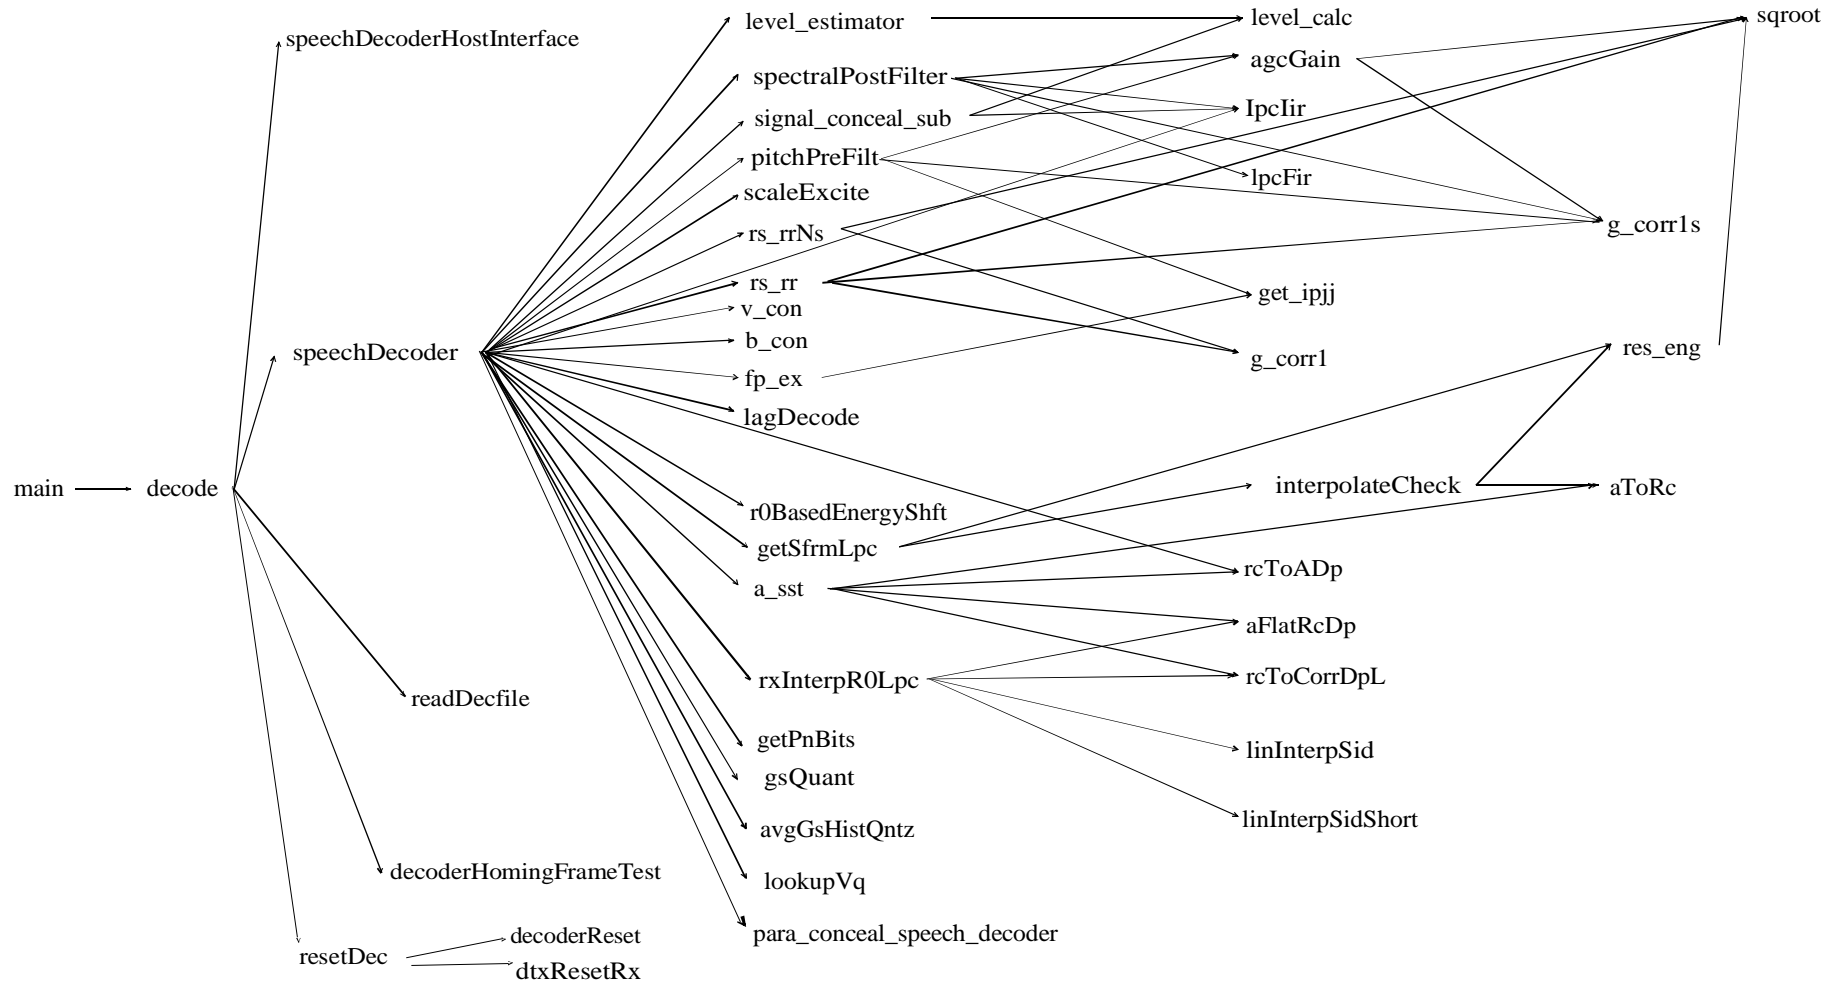 level_estimator
level_calc
sqroot
speechDecoderHostInterface
spectralPostFilter
agcGain
signal_conceal_sub
IpcIir
pitchPreFilt
lpcFir
scaleExcite
rs_rrNs
g_corr1s
rs_rr
get_ipjj
v_con
b_con
speechDecoder
g_corr1
res_eng
fp_ex
lagDecode
main
decode
interpolateCheck
aToRc
r0BasedEnergyShft
getSfrmLpc
rcToADp
a_sst
aFlatRcDp
rxInterpR0Lpc
rcToCorrDpL
readDecfile
getPnBits
linInterpSid
gsQuant
linInterpSidShort
avgGsHistQntz
decoderHomingFrameTest
lookupVq
decoderReset
para_conceal_speech_decoder
resetDec
dtxResetRx